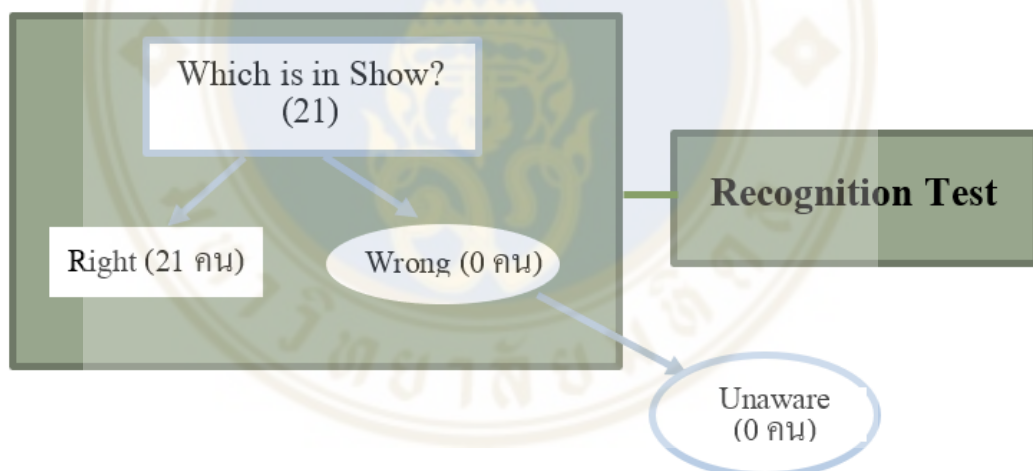 Which is in Show?
(21)
Recognition Test
Right (21 คน)
Wrong (0 คน)
Unaware
(0 คน)